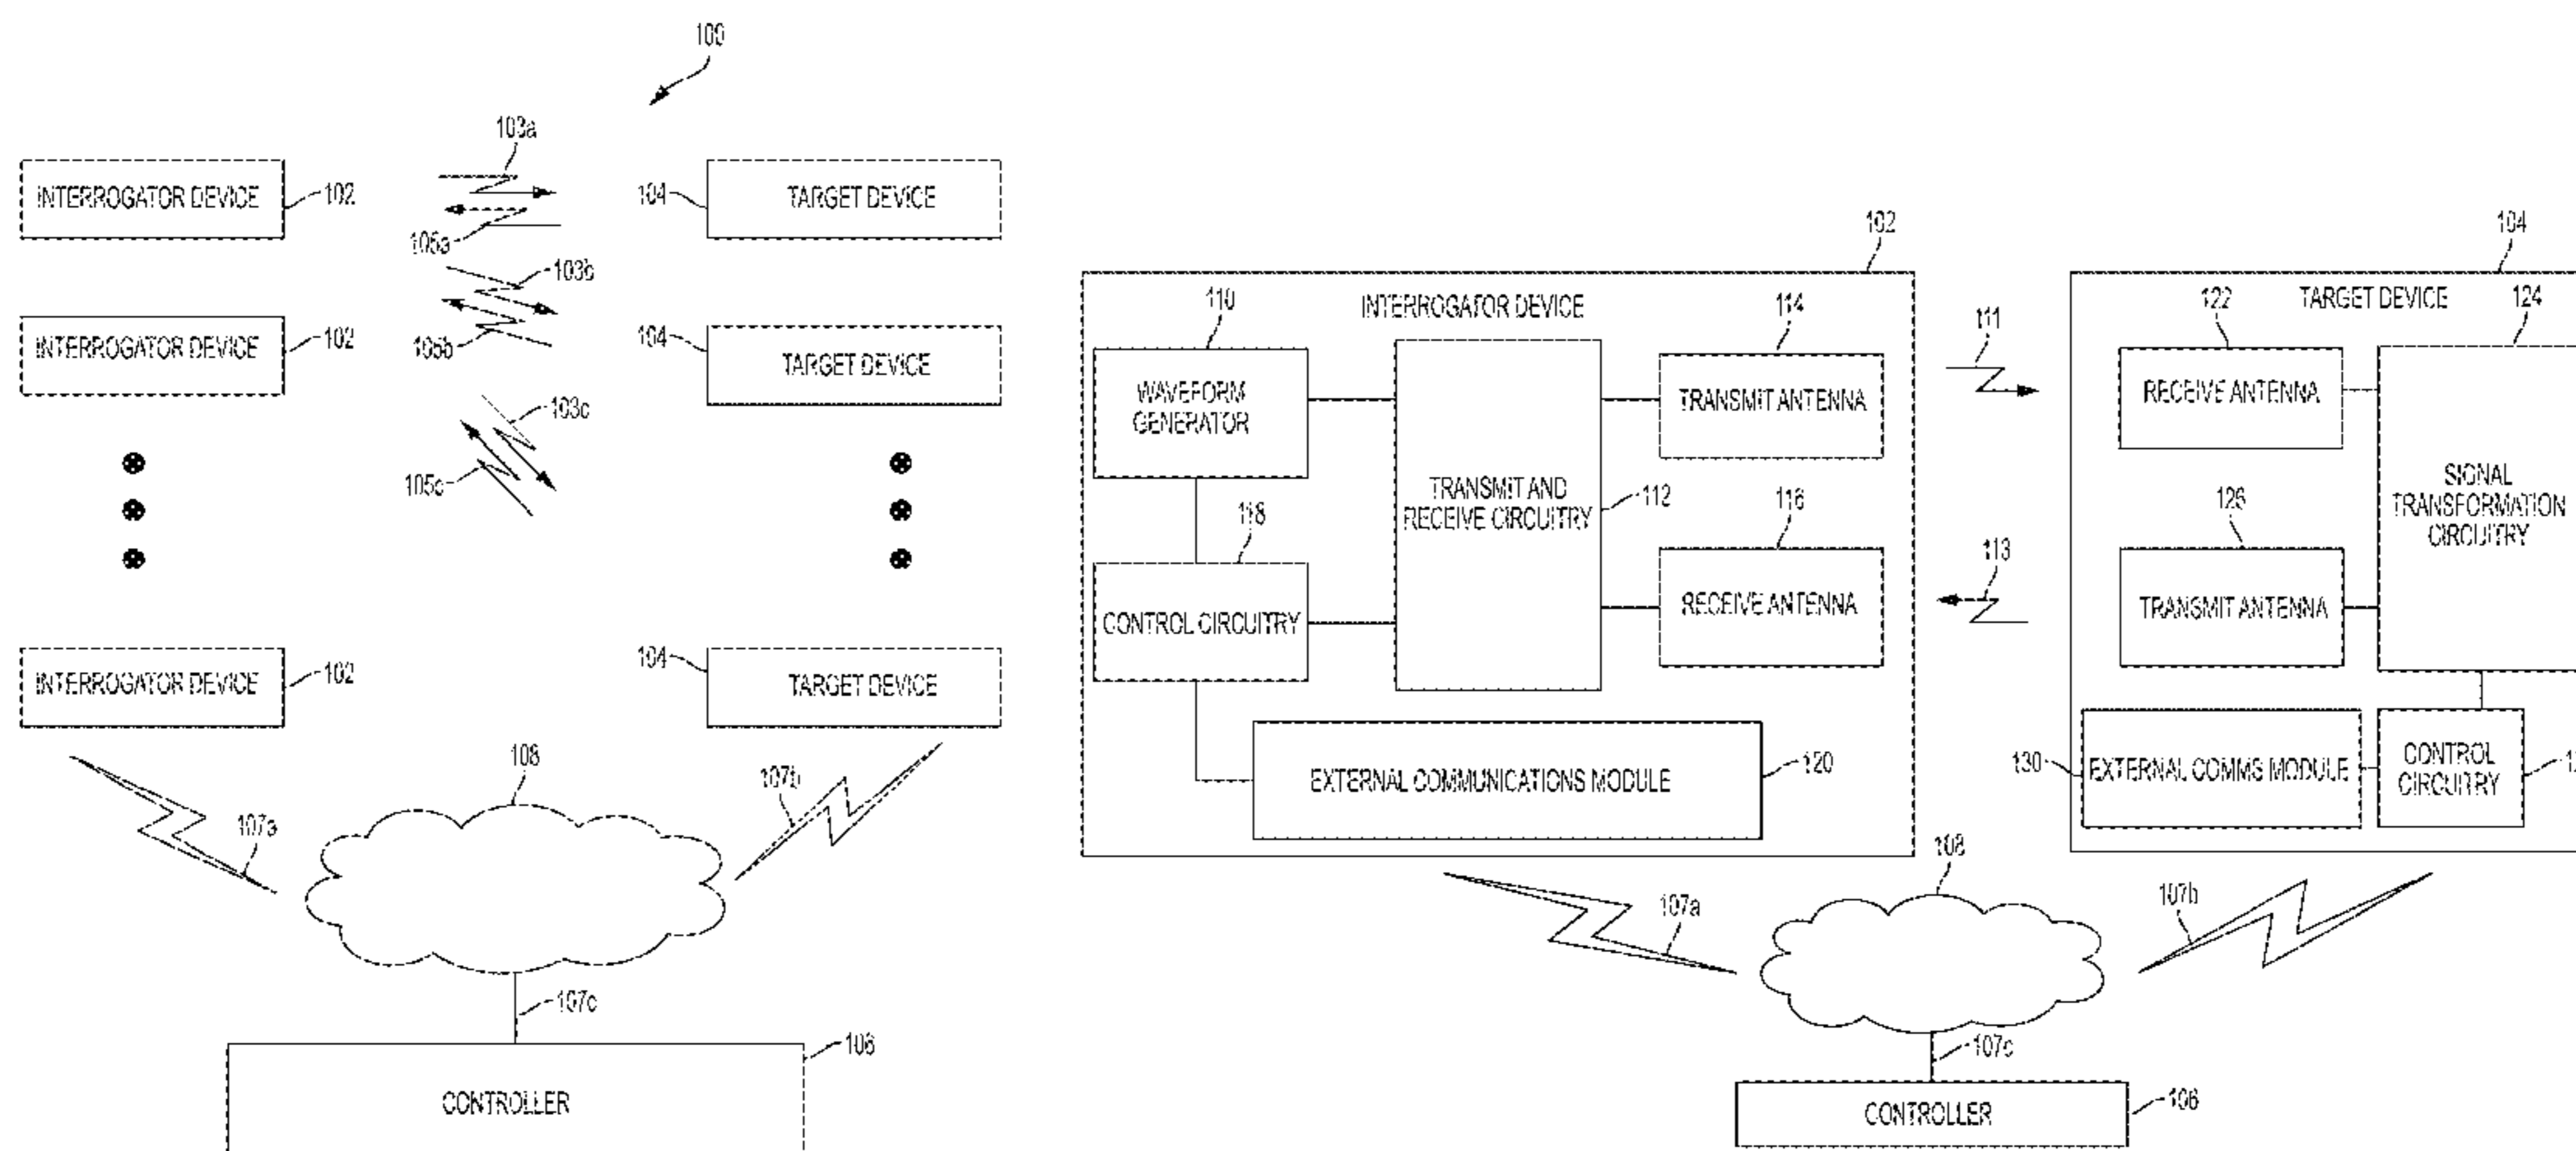 100
103a
INTERROGATOR DEVICE
102
104
TARGET DEVICE
105a
103b
INTERROGATOR DEVICE
102
105b
104
TARGET DEVICE
103c
105c
INTERROGATOR DEVICE
102
104
TARGET DEVICE
108
107a
107b
107c
106
CONTROLLER
102
INTERROGATOR DEVICE
110
WAVEFORM
GENERATOR
114
TRANSMIT ANTENNA
TRANSMIT AND
RECEIVE CIRCUITRY
112
118
CONTROL CIRCUITRY
116
RECEIVE ANTENNA
EXTERNAL COMMUNICATIONS MODULE
120
111
113
104
TARGET DEVICE
122
RECEIVE ANTENNA
124
SIGNAL
TRANSFORMATION
CIRCUITRY
126
TRANSMIT ANTENNA
130
EXTERNAL COMMS MODULE
CONTROL
CIRCUITRY
108
107a
107b
107c
CONTROLLER
106